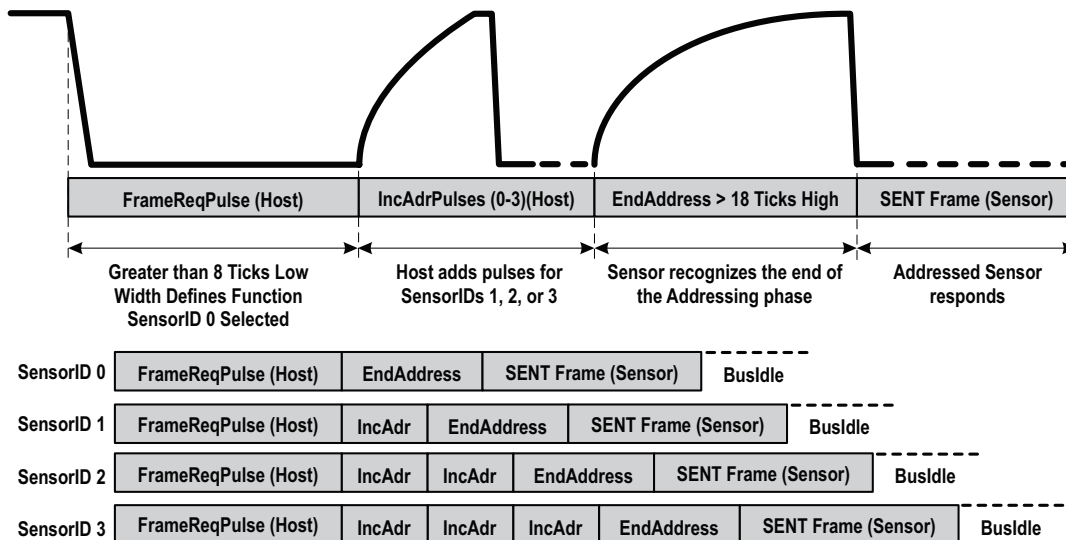 FrameReqPulse (Host) IncAdrPulses (0-3)(Host) EndAddress > 18 Ticks High SENT Frame (Sensor)
Greater than 8 Ticks Low
Width Defines Function
SensorID 0 Selected
Host adds pulses for
SensorIDs 1, 2, or 3
Sensor recognizes the end of
the Addressing phase
Addressed Sensor
responds
SensorID 0 FrameReqPulse (Host) EndAddress SENT Frame (Sensor) BusIdle
SensorID 1 FrameReqPulse (Host) IncAdr EndAddress SENT Frame (Sensor) BusIdle
SensorID 2 FrameReqPulse (Host) IncAdr IncAdr EndAddress SENT Frame (Sensor) BusIdle
SensorID 3 FrameReqPulse (Host) IncAdr IncAdr IncAdr EndAddress SENT Frame (Sensor) BusIdle